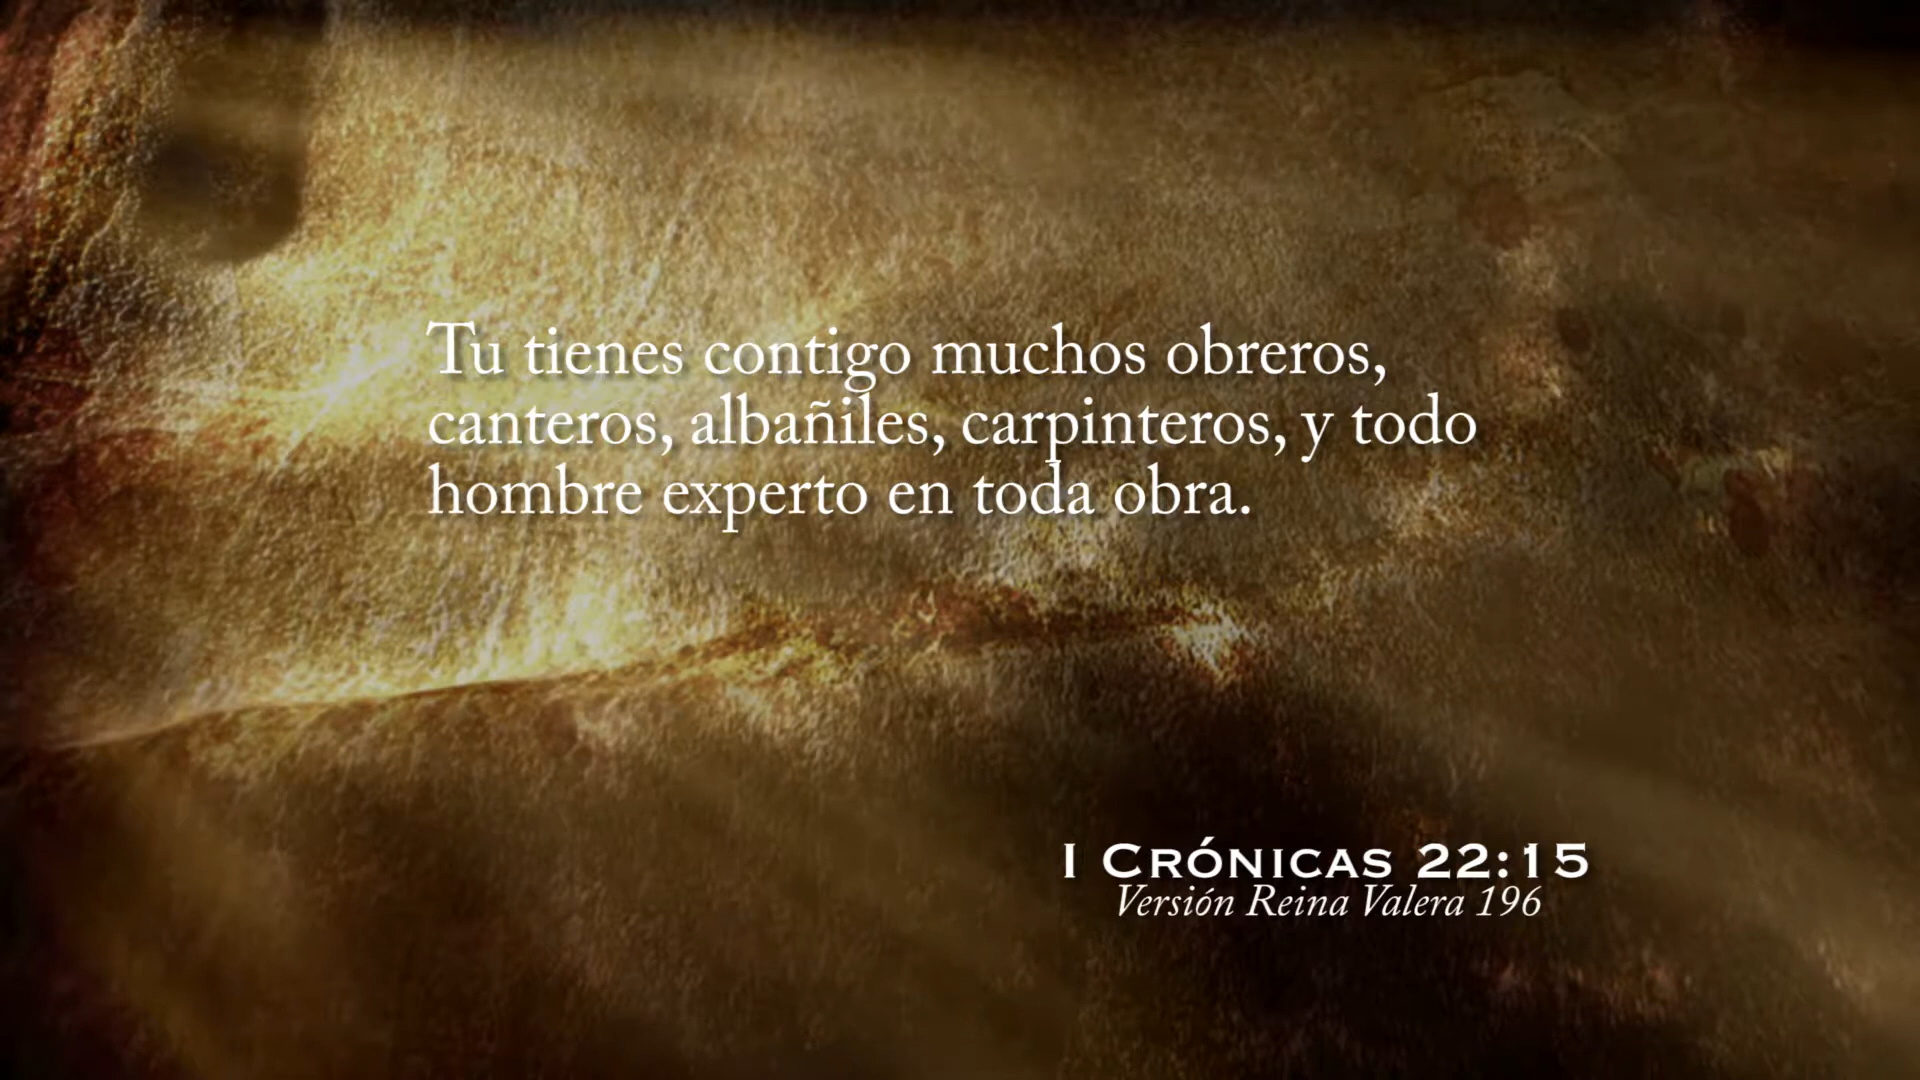 Tu tienes contigo muchos obreros,
canteros, albañiles, carpinteros, y todo
hombre experto en toda obra.
I Crónicas 22:15
Versión Reina Valera 196